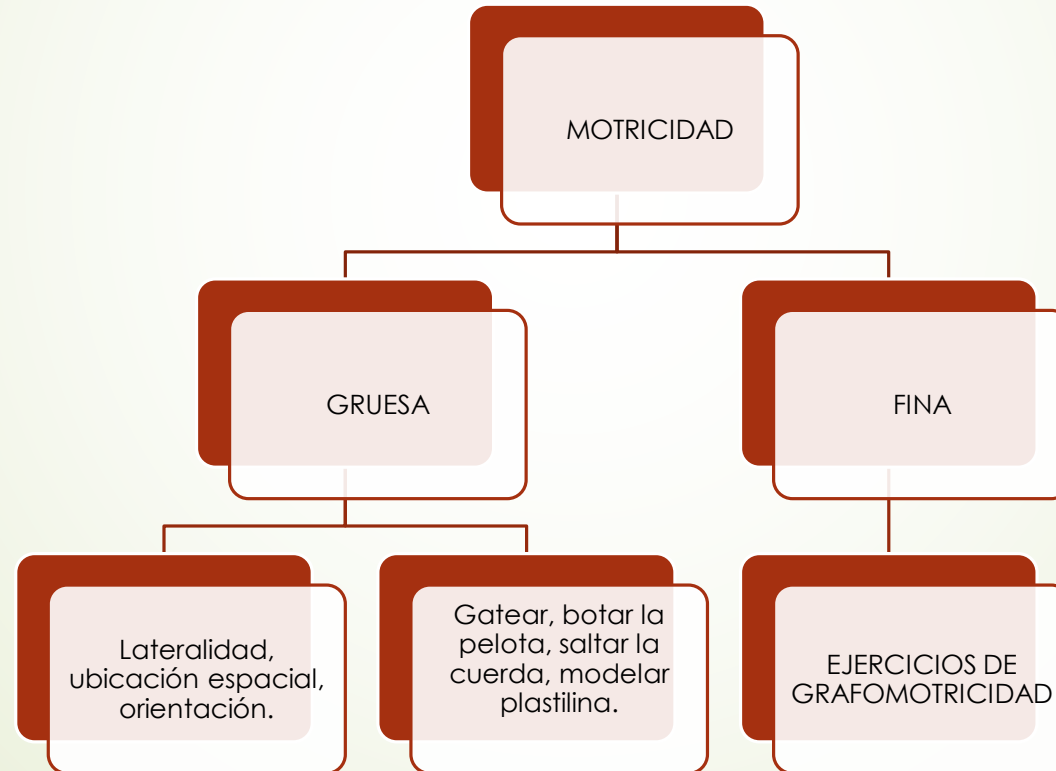 MOTRICIDAD
GRUESA
FINA
Lateralidad,
ubicación espacial,
orientación.
Gatear, botar la
pelota, saltar la
cuerda, modelar
plastilina.
EJERCICIOS DE
GRAFOMOTRICIDAD